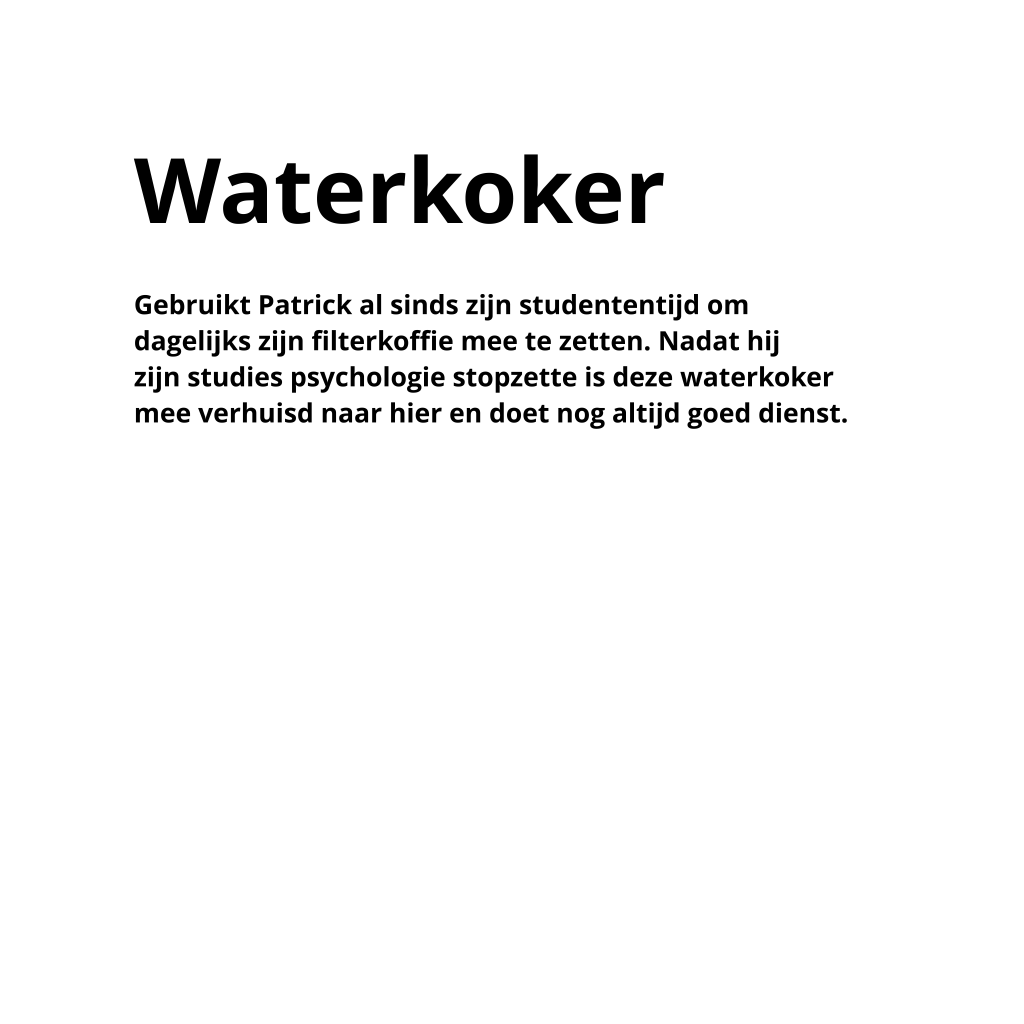 Waterkoker
Gebruikt Patrick al sinds zijn studententijd om
dagelijks zijn filterkoffie mee te zetten. Nadat hij
zijn studies psychologie stopzette is deze waterkoker
mee verhuisd naar hier en doet nog altijd goed dienst.